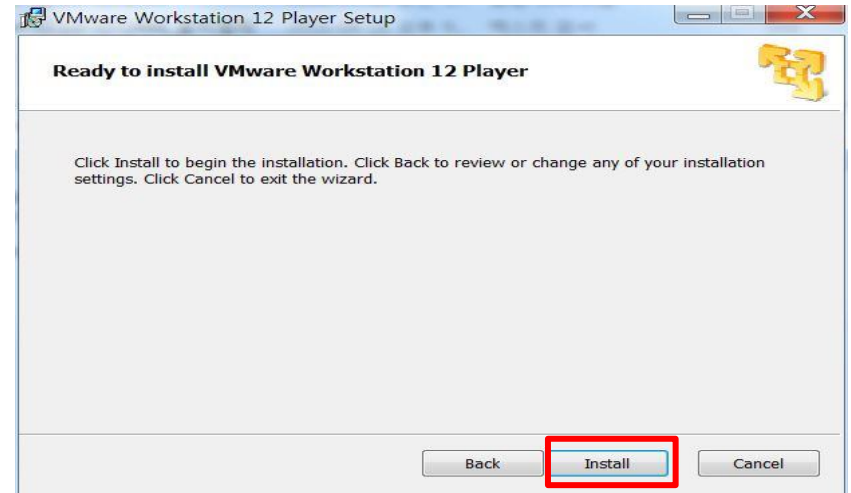 VMware Workstation 12 Player Setup
Ready to install VMware Workstation 12 Player
Click Install to begin the installation. Click Back to review or change any of your installation
settings. Click Cancel to exit the wizard.
Back Install Cancel